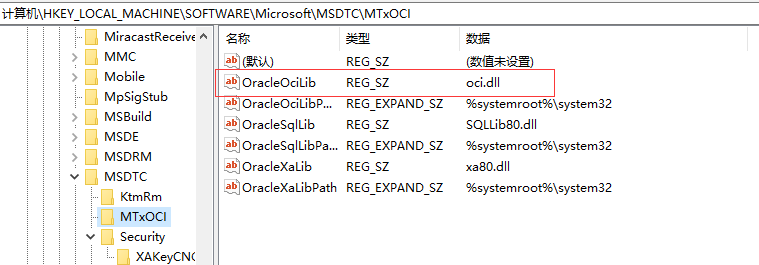 计算机\HKEY_LOCAL_MACHINE\SOFTWARE\Microsoft\MSDTC\MTxOCI
MiracastReceive
MMC
Mobile
MpSigStub
MSBuild
MSDE
MSDRM
MSDTC
KtmRm
MTxOCI
Security
XAKeyCNG
名称 类型 数据
(默认) REG_SZ (数值未设置)
OracleOciLib REG_SZ oci.dll
OracleOciLibP... REG_EXPAND_SZ %systemroot%\system32
OracleSqlLib REG_SZ SQLLib80.dll
OracleSqlLibPa... REG_EXPAND_SZ %systemroot%\system32
OracleXaLib REG_SZ xa80.dll
OracleXaLibPath REG_EXPAND_SZ %systemroot%\system32